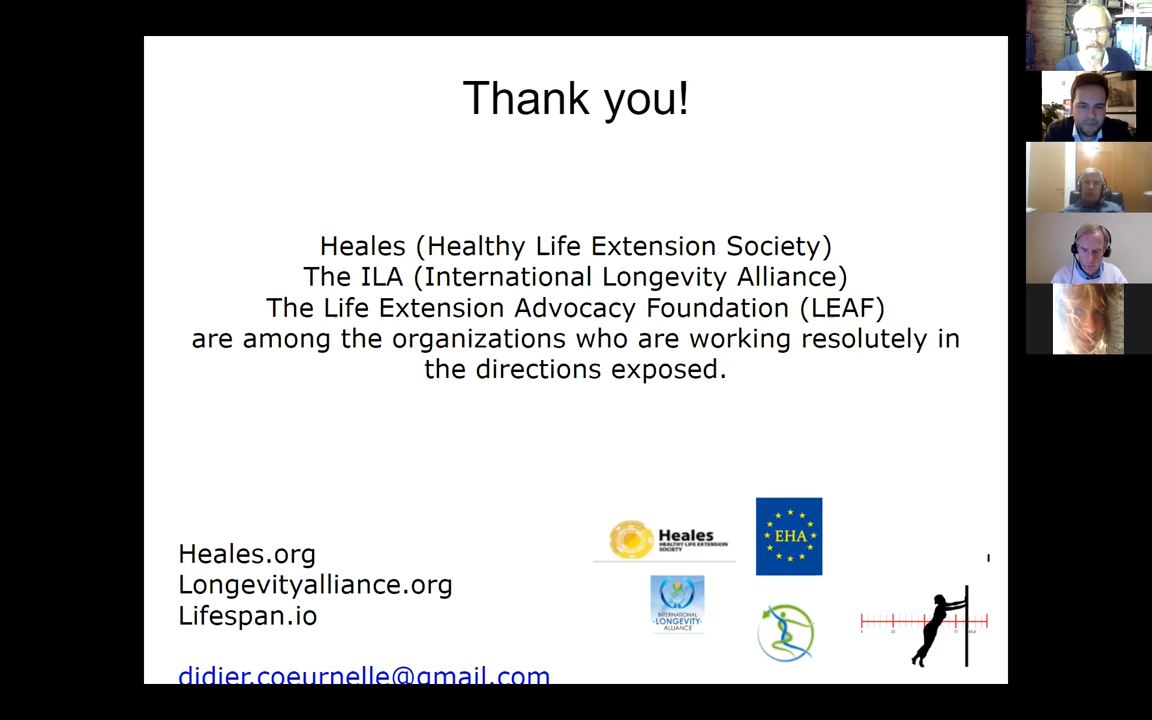 Thank you!
Heales (Healthy Life Extension Society)
The ILA (International Longevity Alliance)
The Life Extension Advocacy Foundation (LEAF)
are among the organizations who are working resolutely in
the directions exposed.
Heales.org
Longevityalliance.org
Lifespan.io
didier.coeurnelle@gmail.com
Heales
HEALTHY LIFE EXTENSION
SOCIETY
EHA
INTERNATIONAL
LONGEVITY
ALLIANCE